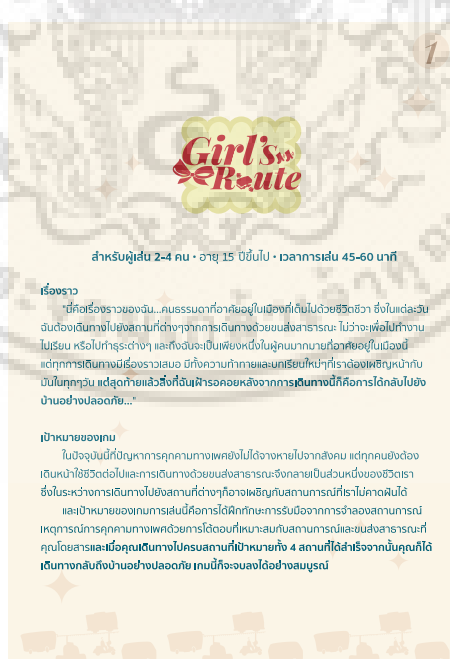 1
Girl's
Route
สำหรับผู้เล่น 2-4 คน • อายุ 15 ปีขึ้นไป • เวลาการเล่น 45-60 นาที
เรื่องราว
"นี่คือเรื่องราวของฉัน...คนธรรมดาที่อาศัยอยู่ในเมืองที่เต็มไปด้วยชีวิตชีวา ซึ่งในแต่ละวัน
ฉันต้องเดินทางไปยังสถานที่ต่างๆจากการเดินทางด้วยขนส่งสาธารณะ ไม่ว่าจะเพื่อไปทำงาน
ไปเรียน หรือไปทำธุระต่างๆ และถึงฉันจะเป็นเพียงหนึ่งในผู้คนมากมายที่อาศัยอยู่ในเมืองนี้
แต่ทุกการเดินทางมีเรื่องราวเสมอ มีทั้งความท้าทายและบทเรียนใหม่ๆที่เราต้องเผชิญหน้ากับ
มันในทุกๆวัน แต่สุดท้ายแล้วสิ่งที่ฉันเฝ้ารอคอยหลังจากการเดินทางนี้ก็คือการได้กลับไปยัง
บ้านอย่างปลอดภัย..."
เป้าหมายของเกม
ในปัจจุบันนี้ที่ปัญหาการคุกคามทางเพศยังไม่ได้จางหายไปจากสังคม แต่ทุกคนยังต้อง
เดินหน้าใช้ชีวิตต่อไปและการเดินทางด้วยขนส่งสาธารณะจึงกลายเป็นส่วนหนึ่งของชีวิตเรา
ซึ่งในระหว่างการเดินทางไปยังสถานที่ต่างๆก็อาจเผชิญกับสถานการณ์ที่เราไม่คาดฝันได้
และเป้าหมายของเกมการเล่นนี้คือการได้ฝึกทักษะการรับมือจากการจำลองสถานการณ์
เหตุการณ์การคุกคามทางเพศด้วยการโต้ตอบที่เหมาะสมกับสถานการณ์และขนส่งสาธารณะที่
คุณโดยสารและเมื่อคุณเดินทางไปครบสถานที่เป้าหมายทั้ง 4 สถานที่ได้สำเร็จจากนั้นคุณก็ได้
เดินทางกลับถึงบ้านอย่างปลอดภัย เกมนี้ก็จะจบลงได้อย่างสมบูรณ์